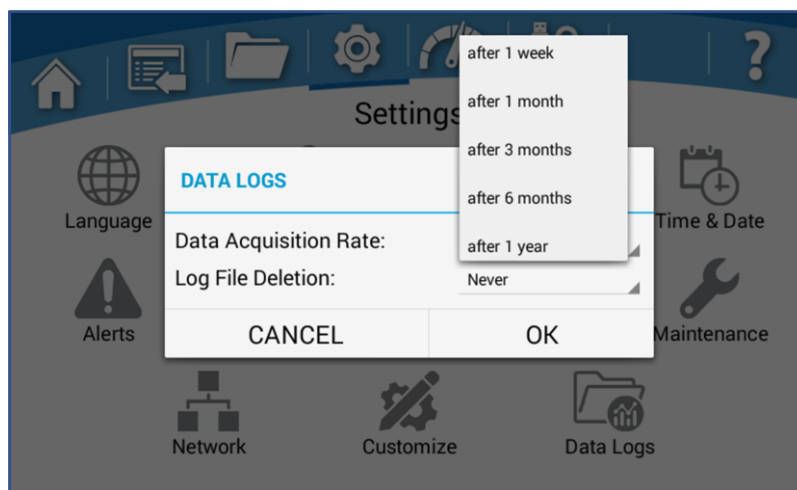 after 1 week
after 1 month
after 3 months
after 6 months
after 1 year
Settings
DATA LOGS
Data Acquisition Rate:
Log File Deletion:
Never
CANCEL
OK
Language
Time & Date
Alerts
Maintenance
Network
Customize
Data Logs
?